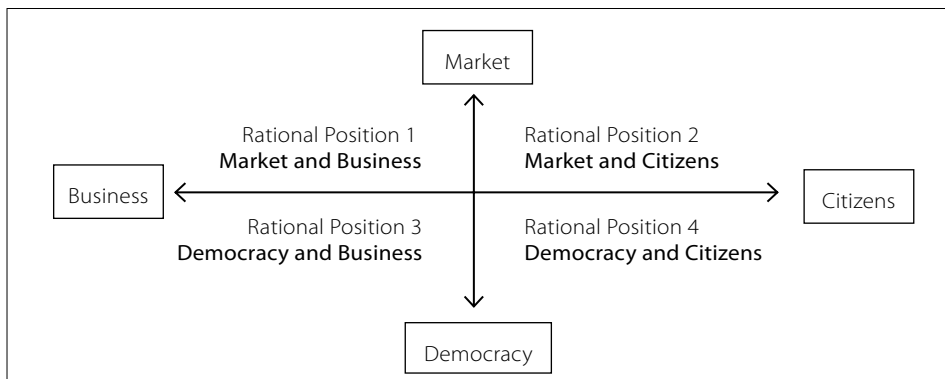 Market
Rational Position 1
Market and Business
Rational Position 2
Market and Citizens
Business
Citizens
Rational Position 3
Democracy and Business
Rational Position 4
Democracy and Citizens
Democracy